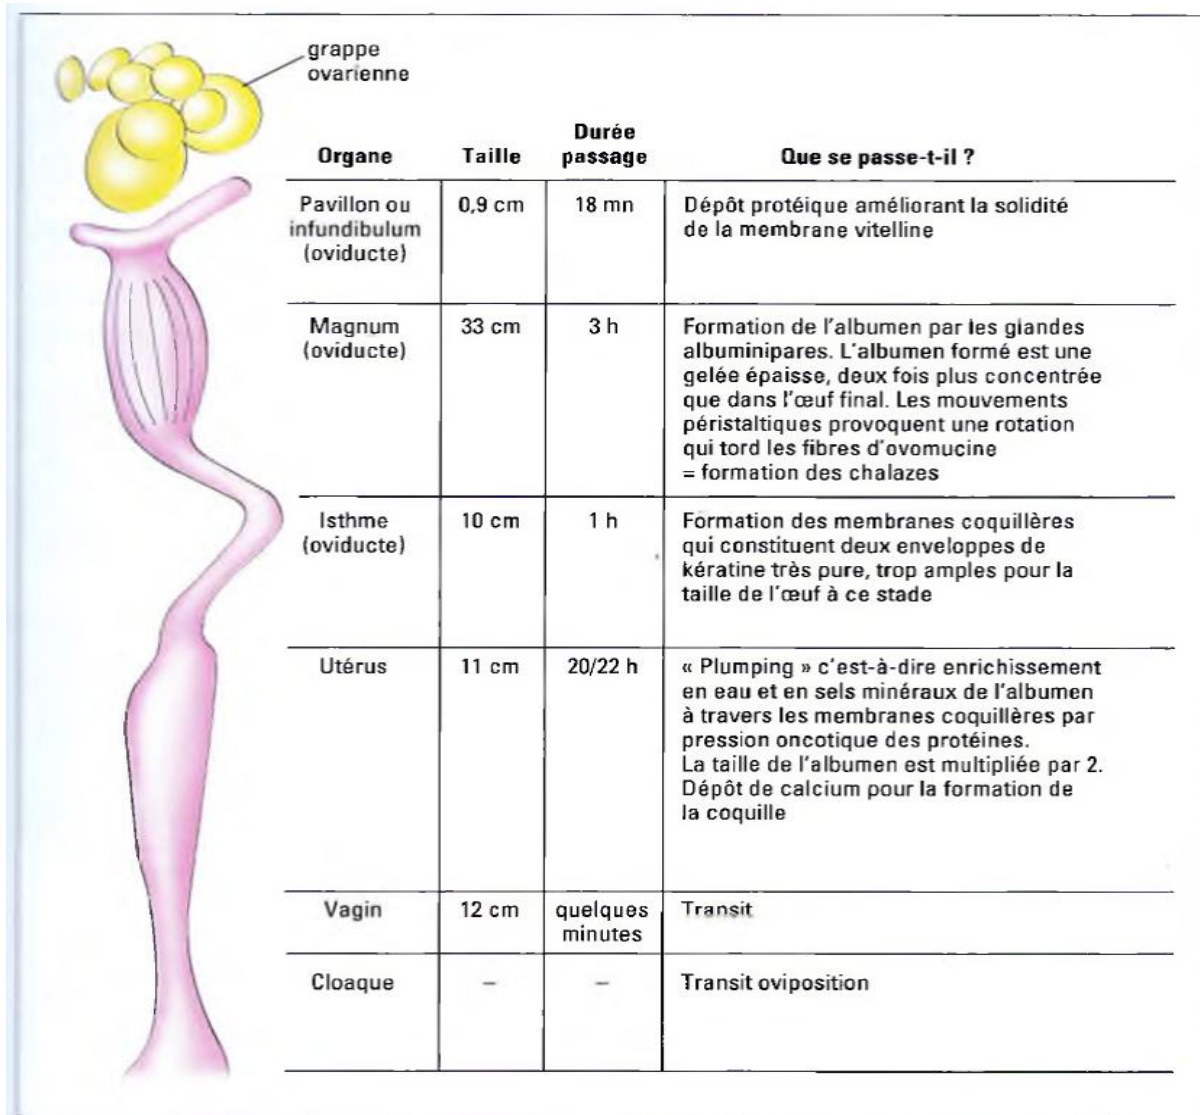 grappe
ovarienne
Organe
Taille
Durée
passage
Que se passe-t-il ?
Pavillon ou
infundibulum
(oviducte)
0,9 cm
18 mn
Dépôt protéique améliorant la solidité
de la membrane vitelline
Magnum
(oviducte)
33 cm
3 h
Formation de l'albumen par les glandes
albuminipares. L'albumen formé est une
gelée épaisse, deux fois plus concentrée
que dans l'œuf final. Les mouvements
péristaltiques provoquent une rotation
qui tord les fibres d'ovomucine
= formation des chalazes
Isthme
(oviducte)
10 cm
1 h
Formation des membranes coquillères
qui constituent deux enveloppes de
kératine très pure, trop amples pour la
taille de l'œuf à ce stade
Utérus
11 cm
20/22 h
« Plumping » c'est-à-dire enrichissement
en eau et en sels minéraux de l'albumen
à travers les membranes coquillères par
pression oncotique des protéines.
La taille de l'albumen est multipliée par 2.
Dépôt de calcium pour la formation de
la coquille
Vagin
12 cm
quelques
minutes
Transit
Cloaque
–
–
Transit oviposition